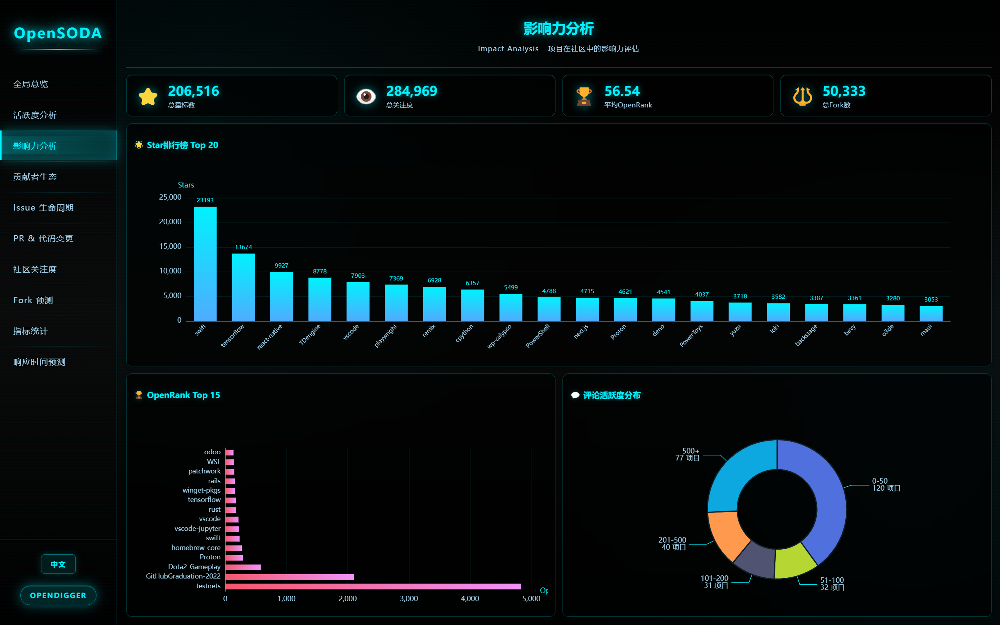 OpenSODA
全局总览
活跃度分析
影响力分析
贡献者生态
Issue 生命周期
PR & 代码变更
社区关注度
Fork 预测
指标统计
响应时间预测
中文
OPENDIGGER
影响力分析
Impact Analysis - 项目在社区中的影响力评估
206,516
总星标数
284,969
总关注度
56.54
平均OpenRank
50,333
总Fork数
Star排行榜 Top 20
Stars
25,000
20,000
15,000
10,000
5,000
0
23193
13674
9927
8778
7903
7369
6928
6357
5499
4788
4715
4621
4541
4037
3718
3582
3387
3361
3280
3053
swift
tensorflow
react-native
TDengine
vscode
playwright
remix
cpython
wp-calypso
PowerShell
next.js
Proton
deno
PowerToys
yuzu
loki
backstage
bevy
o3de
maui
OpenRank Top 15
odoo
WSL
patchwork
rails
winget-pkgs
tensorflow
rust
vscode
vscode-jupyter
swift
homebrew-core
Proton
Dota2-Gameplay
GitHubGraduation-2022
testnets
0
1,000
2,000
3,000
4,000
5,000
评论活跃度分布
500+
77 项目
0-50
120 项目
201-500
40 项目
101-200
31 项目
51-100
32 项目